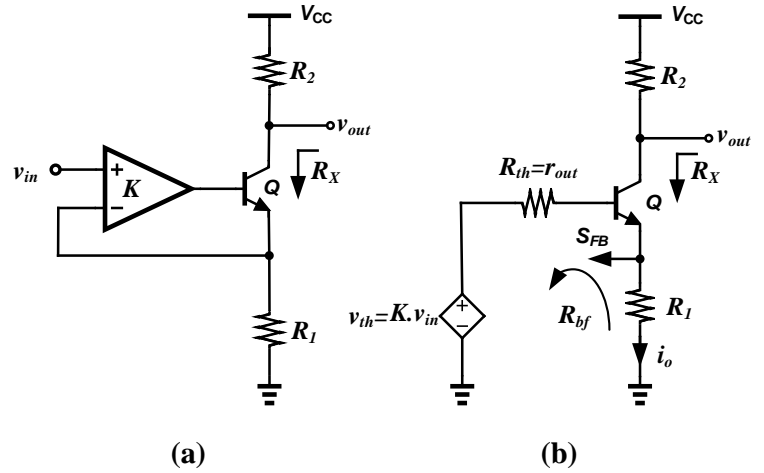 VCC
R2
vout
vin
+
K
−
Q
RX
R1
(a)
VCC
R2
vout
Rth=rout
RX
Q
SFB
vth=K.vin
+
−
Rbf
R1
io
(b)